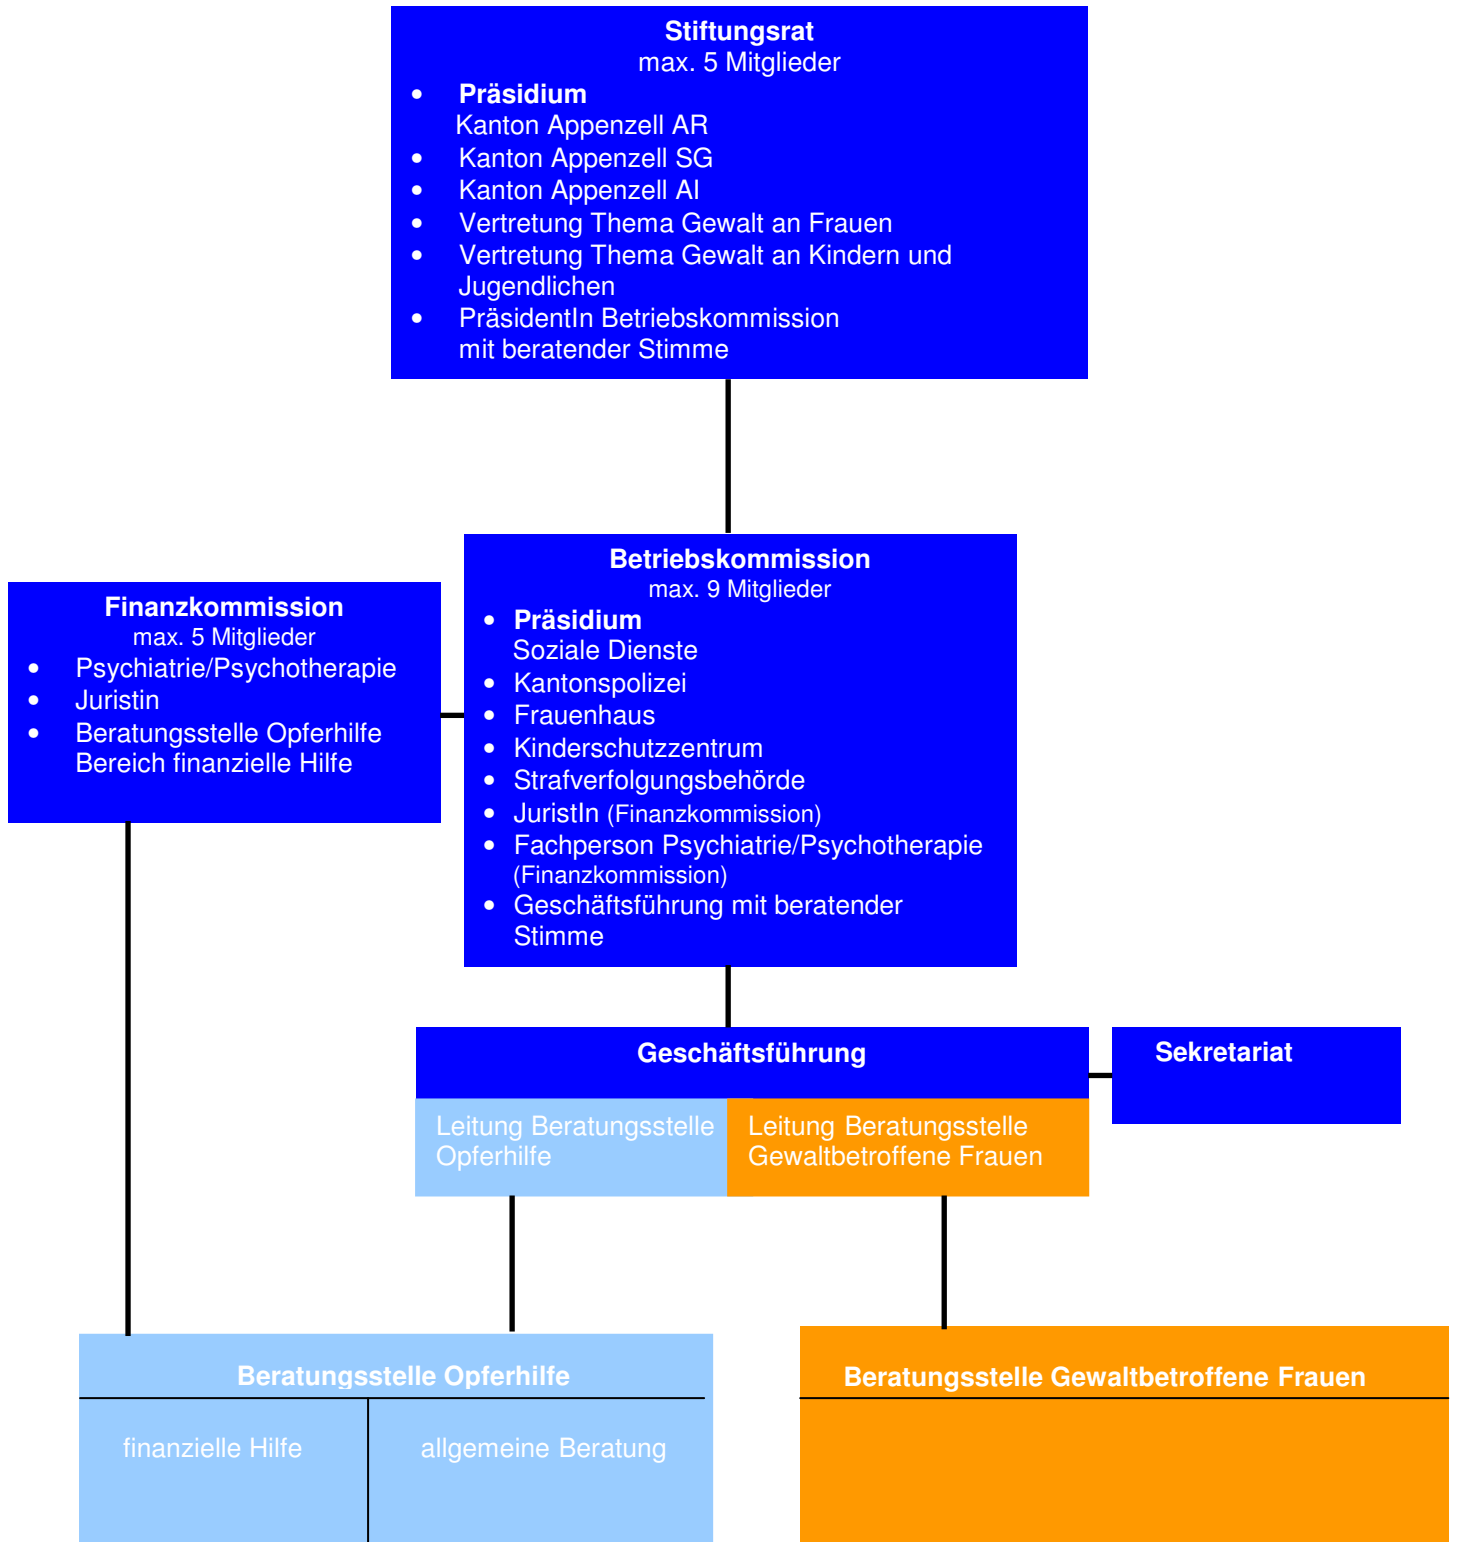 Stiftungsrat
max. 5 Mitglieder
• Präsidium
Kanton Appenzell AR
• Kanton Appenzell SG
• Kanton Appenzell AI
• Vertretung Thema Gewalt an Frauen
• Vertretung Thema Gewalt an Kindern und
Jugendlichen
• PräsidentIn Betriebskommission
mit beratender Stimme
Finanzkommission
max. 5 Mitglieder
• Psychiatrie/Psychotherapie
• Juristin
• Beratungsstelle Opferhilfe
Bereich finanzielle Hilfe
Betriebskommission
max. 9 Mitglieder
• Präsidium
Soziale Dienste
• Kantonspolizei
• Frauenhaus
• Kinderschutzzentrum
• Strafverfolgungsbehörde
• JuristIn (Finanzkommission)
• Fachperson Psychiatrie/Psychotherapie
(Finanzkommission)
• Geschäftsführung mit beratender
Stimme
Geschäftsführung
Sekretariat
Leitung Beratungsstelle
Opferhilfe
Leitung Beratungsstelle
Gewaltbetroffene Frauen
Beratungsstelle Opferhilfe
finanzielle Hilfe
allgemeine Beratung
Beratungsstelle Gewaltbetroffene Frauen